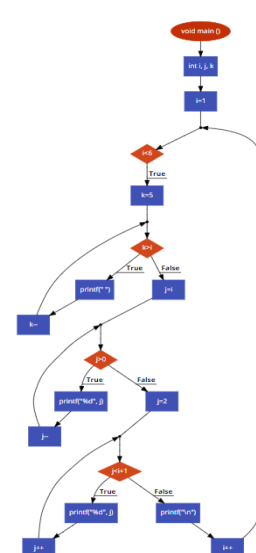 void main ()
int i, j, k
i=1
i<6
True
k=5
k>i
True
False
printf(" ")
j=i
k--
j>0
True
False
printf("%d", j)
j=2
j--
j<i+1
True
False
printf("%d", j)
printf("\n")
j++
i++